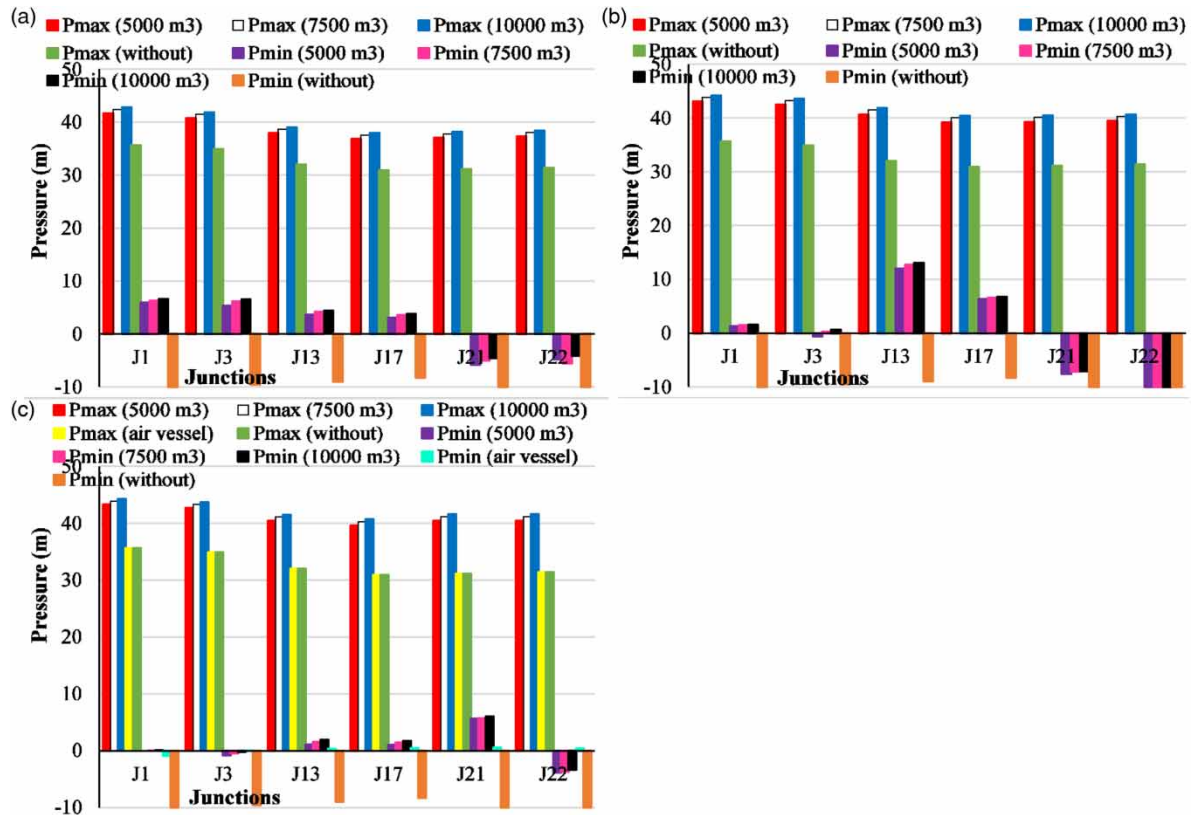 (a)
Pmax (5000 m3) Pmax (7500 m3) Pmax (10000 m3)
Pmax (without) Pmin (5000 m3) Pmin (7500 m3)
Pmin (10000 m3) Pmin (without)
50
40
30
20
10
0
-10
Pressure (m)
J1 J3 J13 J17 J21 J22
Junctions
(b)
Pmax (5000 m3) Pmax (7500 m3) Pmax (10000 m3)
Pmax (without) Pmin (5000 m3) Pmin (7500 m3)
Pmin (10000 m3) Pmin (without)
50
40
30
20
10
0
-10
Pressure (m)
J1 J3 J13 J17 J21 J22
Junctions
(c)
Pmax (5000 m3) Pmax (7500 m3) Pmax (10000 m3)
Pmax (air vessel) Pmax (without) Pmin (5000 m3)
Pmin (7500 m3) Pmin (10000 m3) Pmin (air vessel)
Pmin (without)
50
40
30
20
10
0
-10
Pressure (m)
J1 J3 J13 J17 J21 J22
Junctions